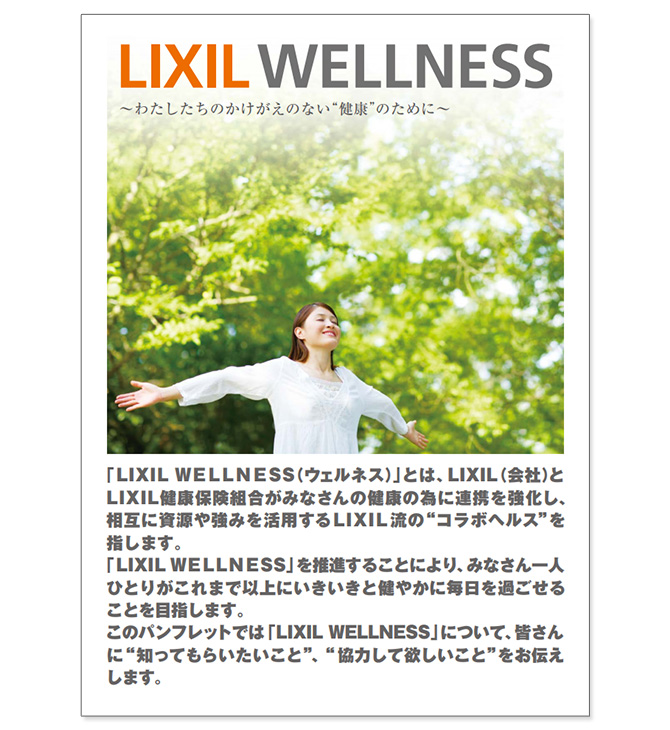 LIXIL WELLNESS
～わたしたちのかけがえのない“健康”のために～
「LIXIL WELLNESS（ウェルネス）」とは、LIXIL（会社）と
LIXIL健康保険組合がみなさんの健康の為に連携を強化し、
相互に資源や強みを活用するLIXIL流の“コラボヘルス”を
指します。
「LIXIL WELLNESS」を推進することにより、みなさん一人
ひとりがこれまで以上にいきいきと健やかに毎日を過ごせる
ことを目指します。
このパンフレットでは「LIXIL WELLNESS」について、皆さん
に“知ってもらいたいこと”、“協力して欲しいこと”をお伝え
します。